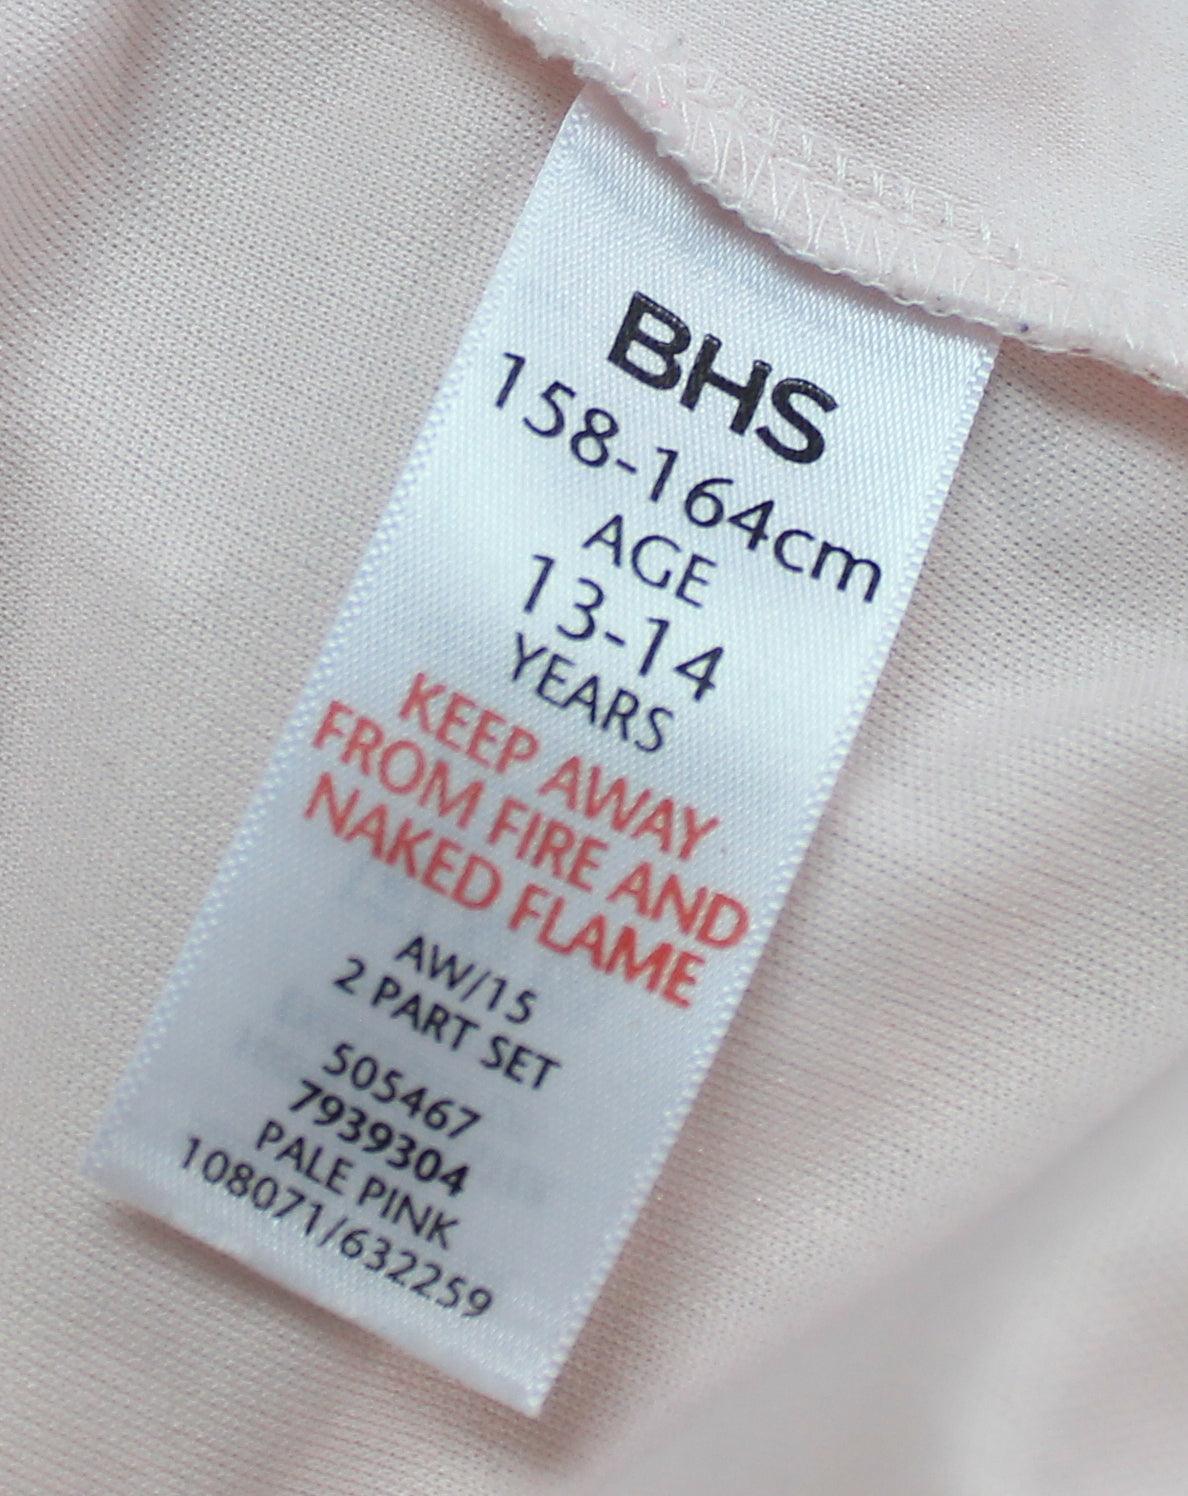 BHS
158-164cm
AGE
13-14
YEARS
KEEP AWAY
FROM FIRE AND
NAKED FLAME
AW/15
2 PART SET
505467
7939304
PALE PINK
108071/632259